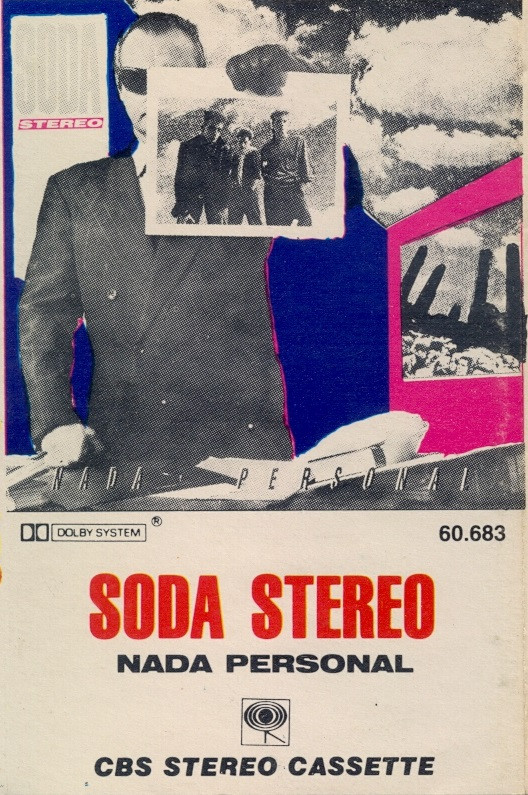 SODA
STEREO
NADA PERSONAL
DOLBY SYSTEM ®
60.683
SODA STEREO
NADA PERSONAL
CBS STEREO CASSETTE